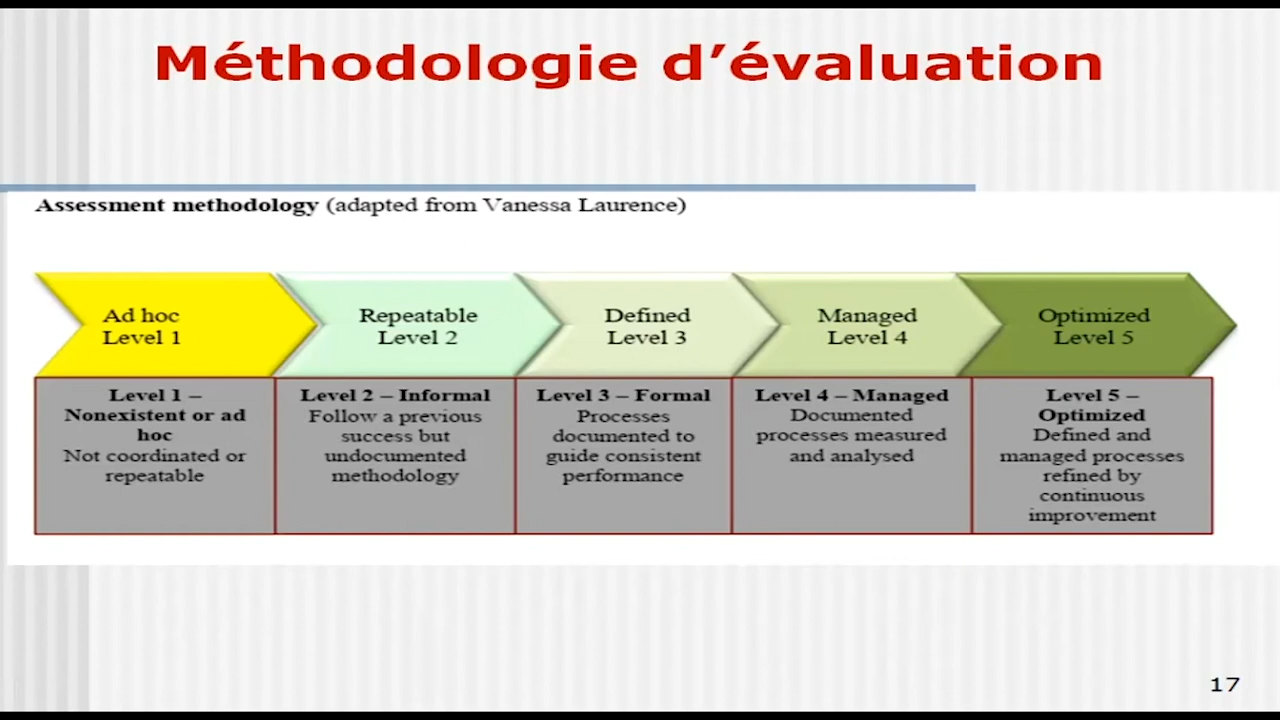 Méthodologie d’évaluation
Assessment methodology (adapted from Vanessa Laurence)
Ad hoc
Level 1
Repeatable
Level 2
Defined
Level 3
Managed
Level 4
Optimized
Level 5
Level 1 –
Nonexistent or ad
hoc
Not coordinated or
repeatable
Level 2 – Informal
Follow a previous
success but
undocumented
methodology
Level 3 – Formal
Processes
documented to
guide consistent
performance
Level 4 – Managed
Documented
processes measured
and analysed
Level 5 –
Optimized
Defined and
managed processes
refined by
continuous
improvement
17